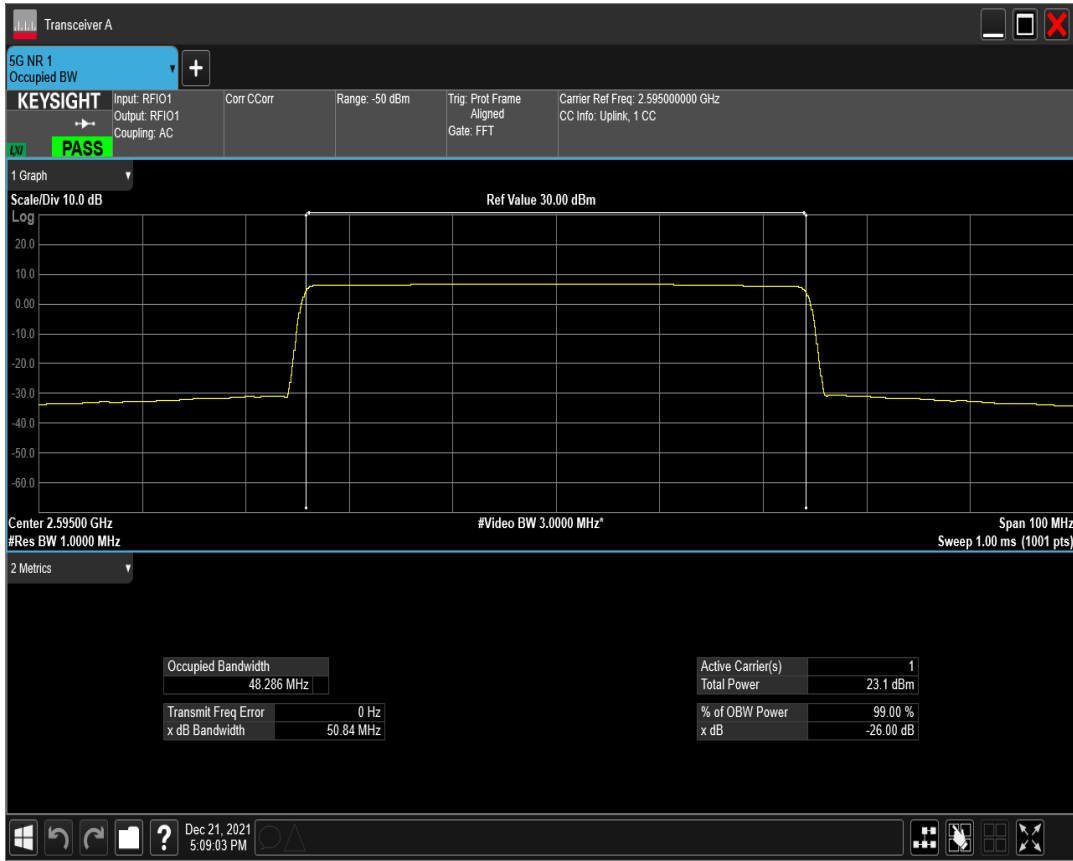 Transceiver A
5G NR 1
Occupied BW
KEYSIGHT
LXI
PASS
Input: RFIO1
Output: RFIO1
Coupling: AC
Corr CCorr
Range: -50 dBm
Trig: Prot Frame
Aligned
Gate: FFT
Carrier Ref Freq: 2.595000000 GHz
CC Info: Uplink, 1 CC
1 Graph
Scale/Div 10.0 dB
Ref Value 30.00 dBm
Log
20.0
10.0
0.00
-10.0
-20.0
-30.0
-40.0
-50.0
-60.0
Center 2.59500 GHz
#Video BW 3.0000 MHz*
Span 100 MHz
#Res BW 1.0000 MHz
Sweep 1.00 ms (1001 pts)
2 Metrics
Occupied Bandwidth
48.286 MHz
Transmit Freq Error 0 Hz
x dB Bandwidth 50.84 MHz
Active Carrier(s) 1
Total Power 23.1 dBm
% of OBW Power 99.00 %
x dB -26.00 dB
?
Dec 21, 2021
5:09:03 PM